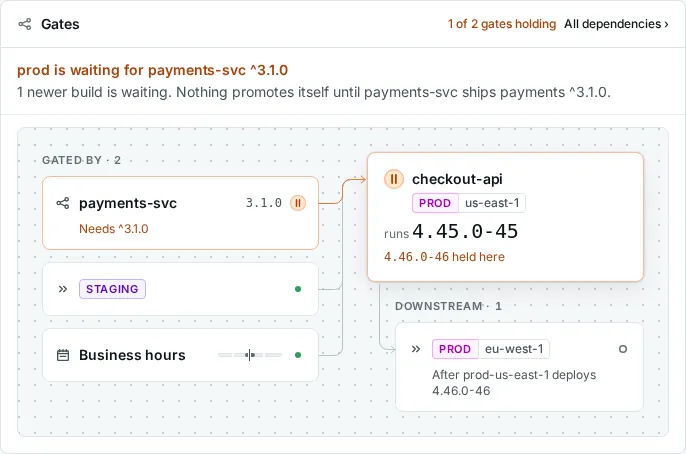 Gates
1 of 2 gates holding All dependencies ›
prod is waiting for payments-svc ^3.1.0
1 newer build is waiting. Nothing promotes itself until payments-svc ships payments ^3.1.0.
GATED BY · 2
payments-svc 3.1.0
Needs ^3.1.0
STAGING
Business hours
checkout-api
PROD us-east-1
runs 4.45.0-45
4.46.0-46 held here
DOWNSTREAM · 1
PROD eu-west-1
After prod-us-east-1 deploys
4.46.0-46